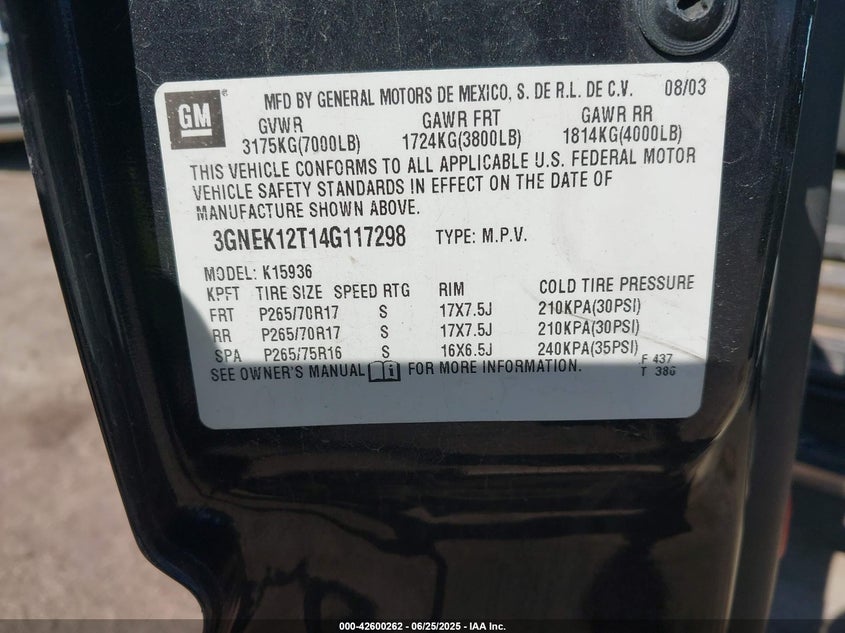 GM ® MFD BY GENERAL MOTORS DE MEXICO, S. DE R.L. DE C.V. 08/03
GVWR GAWR FRT GAWR RR
3175KG(7000LB) 1724KG(3800LB) 1814KG(4000LB)
THIS VEHICLE CONFORMS TO ALL APPLICABLE U.S. FEDERAL MOTOR
VEHICLE SAFETY STANDARDS IN EFFECT ON THE DATE OF
MANUFACTURE SHOWN ABOVE.
3GNEK12T14G117298 TYPE: M.P.V.
MODEL: K15936
KPFT TIRE SIZE SPEED RTG RIM COLD TIRE PRESSURE
FRT P265/70R17 S 17X7.5J 210KPA(30PSI)
RR P265/70R17 S 17X7.5J 210KPA(30PSI)
SPA P265/75R16 S 16X6.5J 240KPA(35PSI)
F 437
T 386
SEE OWNER'S MANUAL FOR MORE INFORMATION.
000-42600262 - 06/25/2025 - IAA Inc.